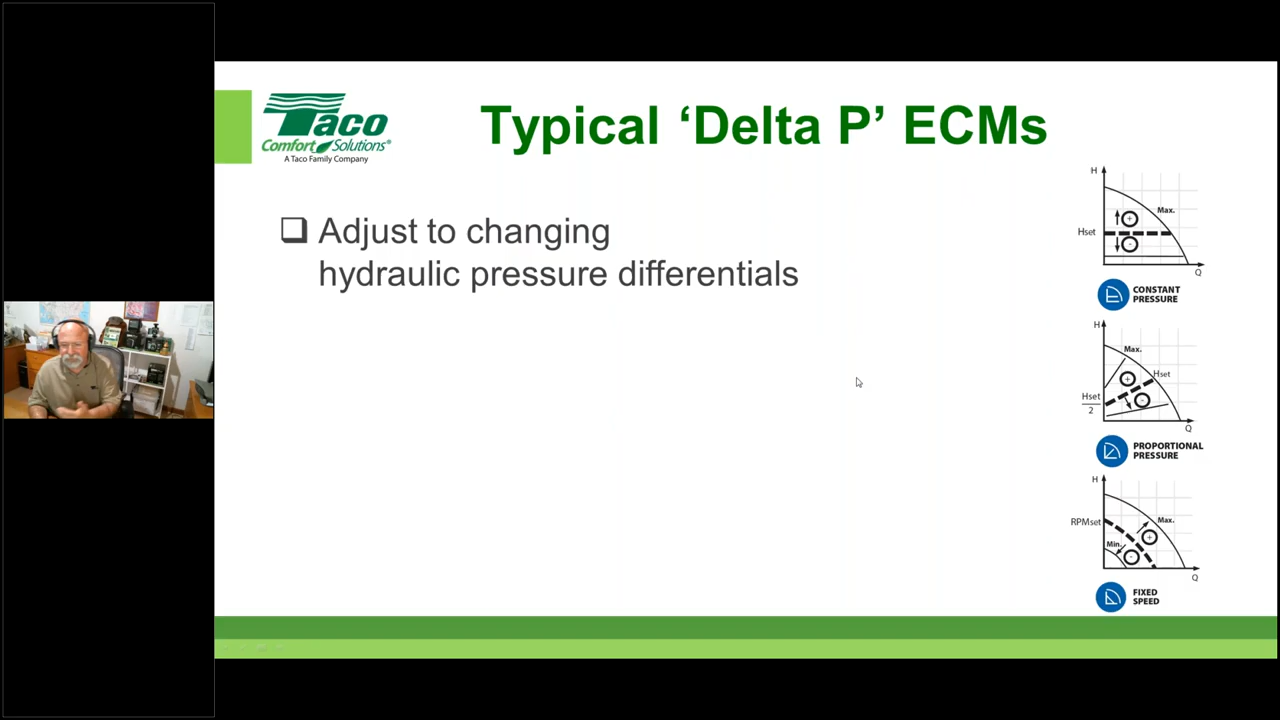 Taco
Comfort Solutions®
A Taco Family Company
Typical ‘Delta P’ ECMs
Adjust to changing
hydraulic pressure differentials
H
Max.
Hset
+
-
Q
CONSTANT
PRESSURE
H
Max.
Hset
+
-
Hset
2
Q
PROPORTIONAL
PRESSURE
H
RPMset
Max.
+
Min.
-
Q
FIXED
SPEED